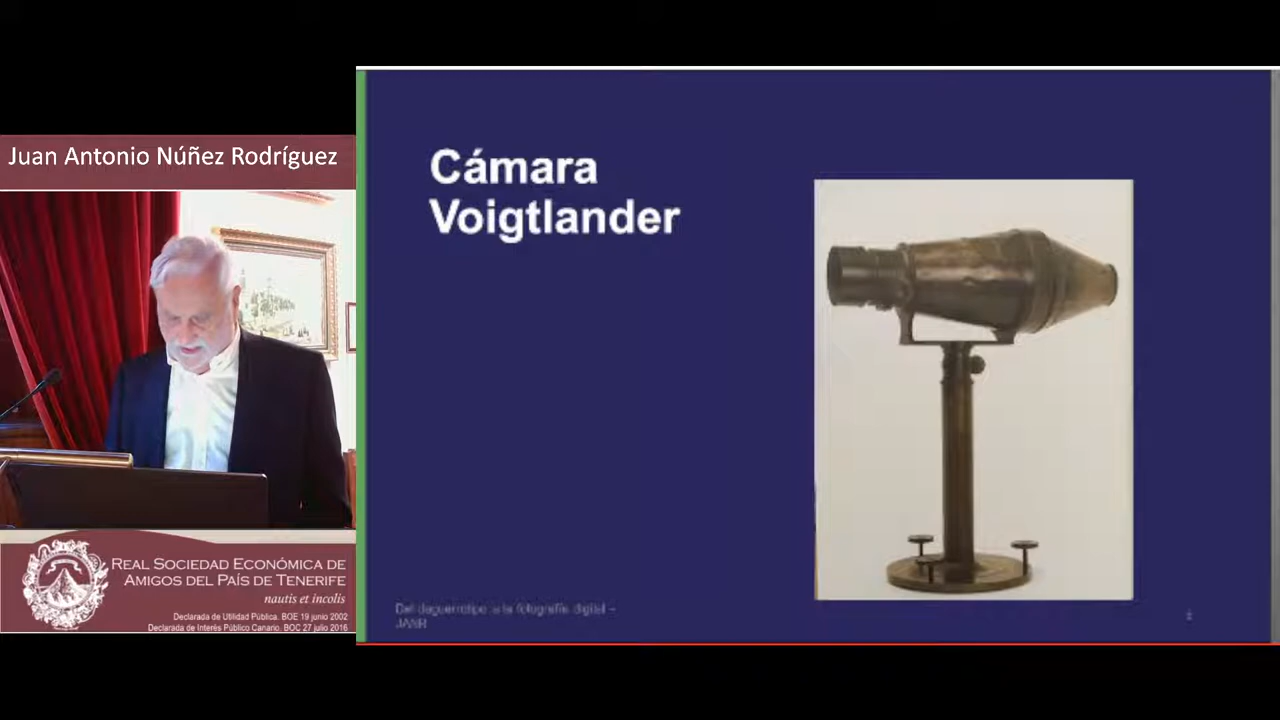 Juan Antonio Núñez Rodríguez
Cámara
Voigtlander
REAL SOCIEDAD ECONÓMICA DE
AMIGOS DEL PAÍS DE TENERIFE
nautis et incolis
Declarada de Utilidad Pública. BOE 19 junio 2002
Declarada de Interés Público Canario. BOC 27 julio 2016
Del daguerrotipo a la fotografía digital –
JANR